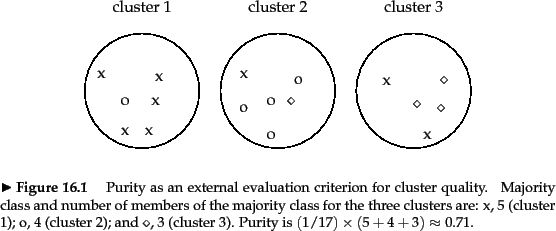 cluster 1 cluster 2 cluster 3
x x x o x ⋄
o x o o ⋄ ⋄ ⋄
x x o x
▶ Figure 16.1 Purity as an external evaluation criterion for cluster quality. Majority
class and number of members of the majority class for the three clusters are: x, 5 (cluster
1); o, 4 (cluster 2); and ⋄, 3 (cluster 3). Purity is (1/17) × (5 + 4 + 3) ≈ 0.71.